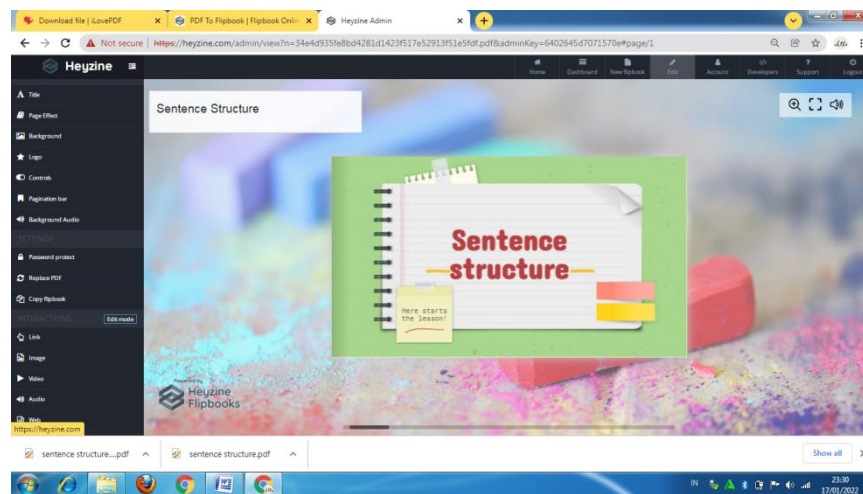 Download file | iLovePDF
PDF To Flipbook | Flipbook Onlin
Heyzine Admin
Not secure | https://heyzine.com/admin/view?n=34e4d935fe8bd4281d1423f517e52913f51e5fdf.pdf&adminKey=6402645d7071570e#page/1
Heyzine
Home
Dashboard
New flipbook
Edit
Account
Developers
Support
Logout
Title
Page Effect
Background
Logo
Controls
Pagination bar
Background Audio
SETTINGS
Password protect
Replace PDF
Copy flipbook
INTERACTIONS
Edit mode
Link
Image
Video
Audio
Web
https://heyzine.com
Sentence Structure
Sentence
structure
Here starts
the lesson!
Powered by
Heyzine
Flipbooks
sentence structure....pdf
sentence structure.pdf
Show all
IN
23:30
17/01/2022